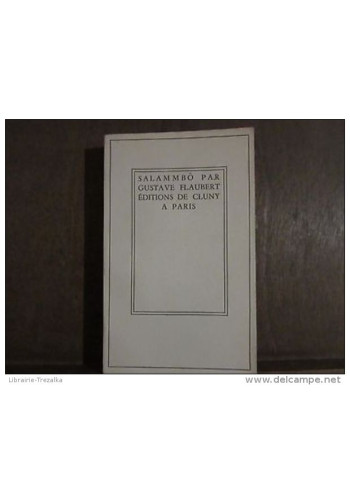 SALAMMBÔ PAR
GUSTAVE FLAUBERT
ÉDITIONS DE CLUNY
A PARIS
Librairie-Trezalka
©www.delcampe.net